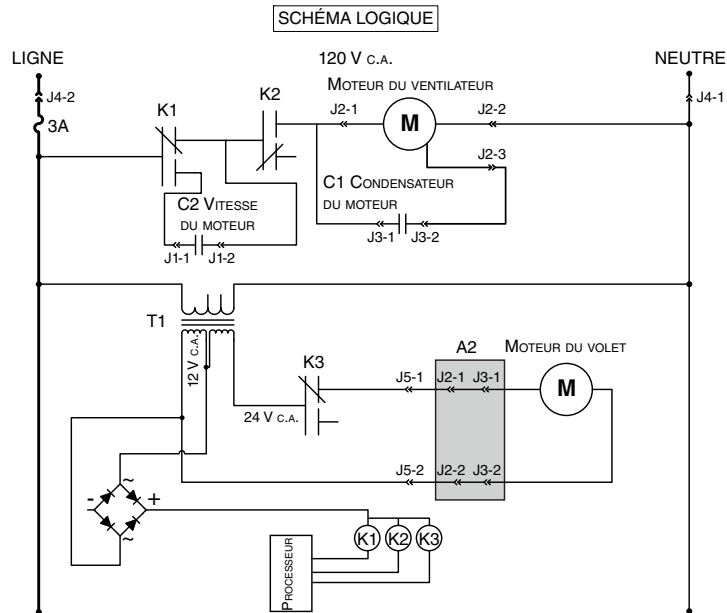 SCHÉMA LOGIQUE
LIGNE
120 V C.A.
NEUTRE
J4-2
3A
K1
K2
MOTEUR DU VENTILATEUR
J2-1
M
J2-2
J4-1
J2-3
C2 VITESSE
DU MOTEUR
J1-1
J1-2
C1 CONDENSATEUR
DU MOTEUR
J3-1
J3-2
T1
12 V C.A.
24 V C.A.
K3
A2
MOTEUR DU VOLET
J5-1
J2-1
J3-1
M
J5-2
J2-2
J3-2
-
~
+
~
K1
K2
K3
PROCESSEUR